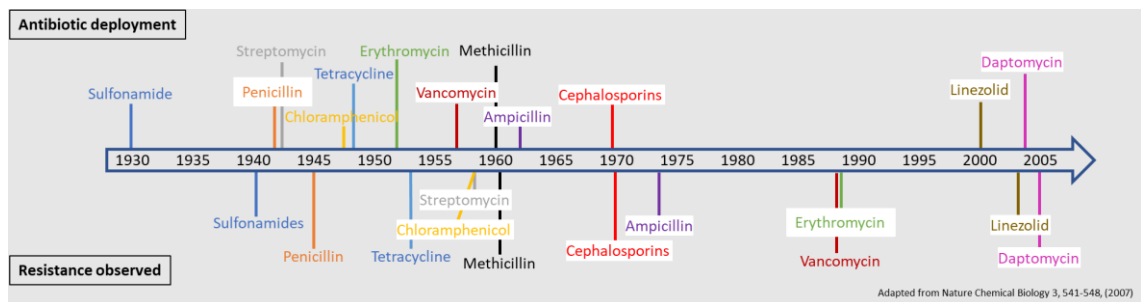 Antibiotic deployment
Streptomycin
Erythromycin
Methicillin
Daptomycin
Tetracycline
Sulfonamide
Penicillin
Vancomycin
Cephalosporins
Linezolid
Chloramphenicol
Ampicillin
1930 1935 1940 1945 1950 1955 1960 1965 1970 1975 1980 1985 1990 1995 2000 2005
Streptomycin
Sulfonamides
Chloramphenicol
Ampicillin
Erythromycin
Linezolid
Penicillin
Tetracycline
Methicillin
Cephalosporins
Vancomycin
Daptomycin
Resistance observed
Adapted from Nature Chemical Biology 3, 541-548, (2007)